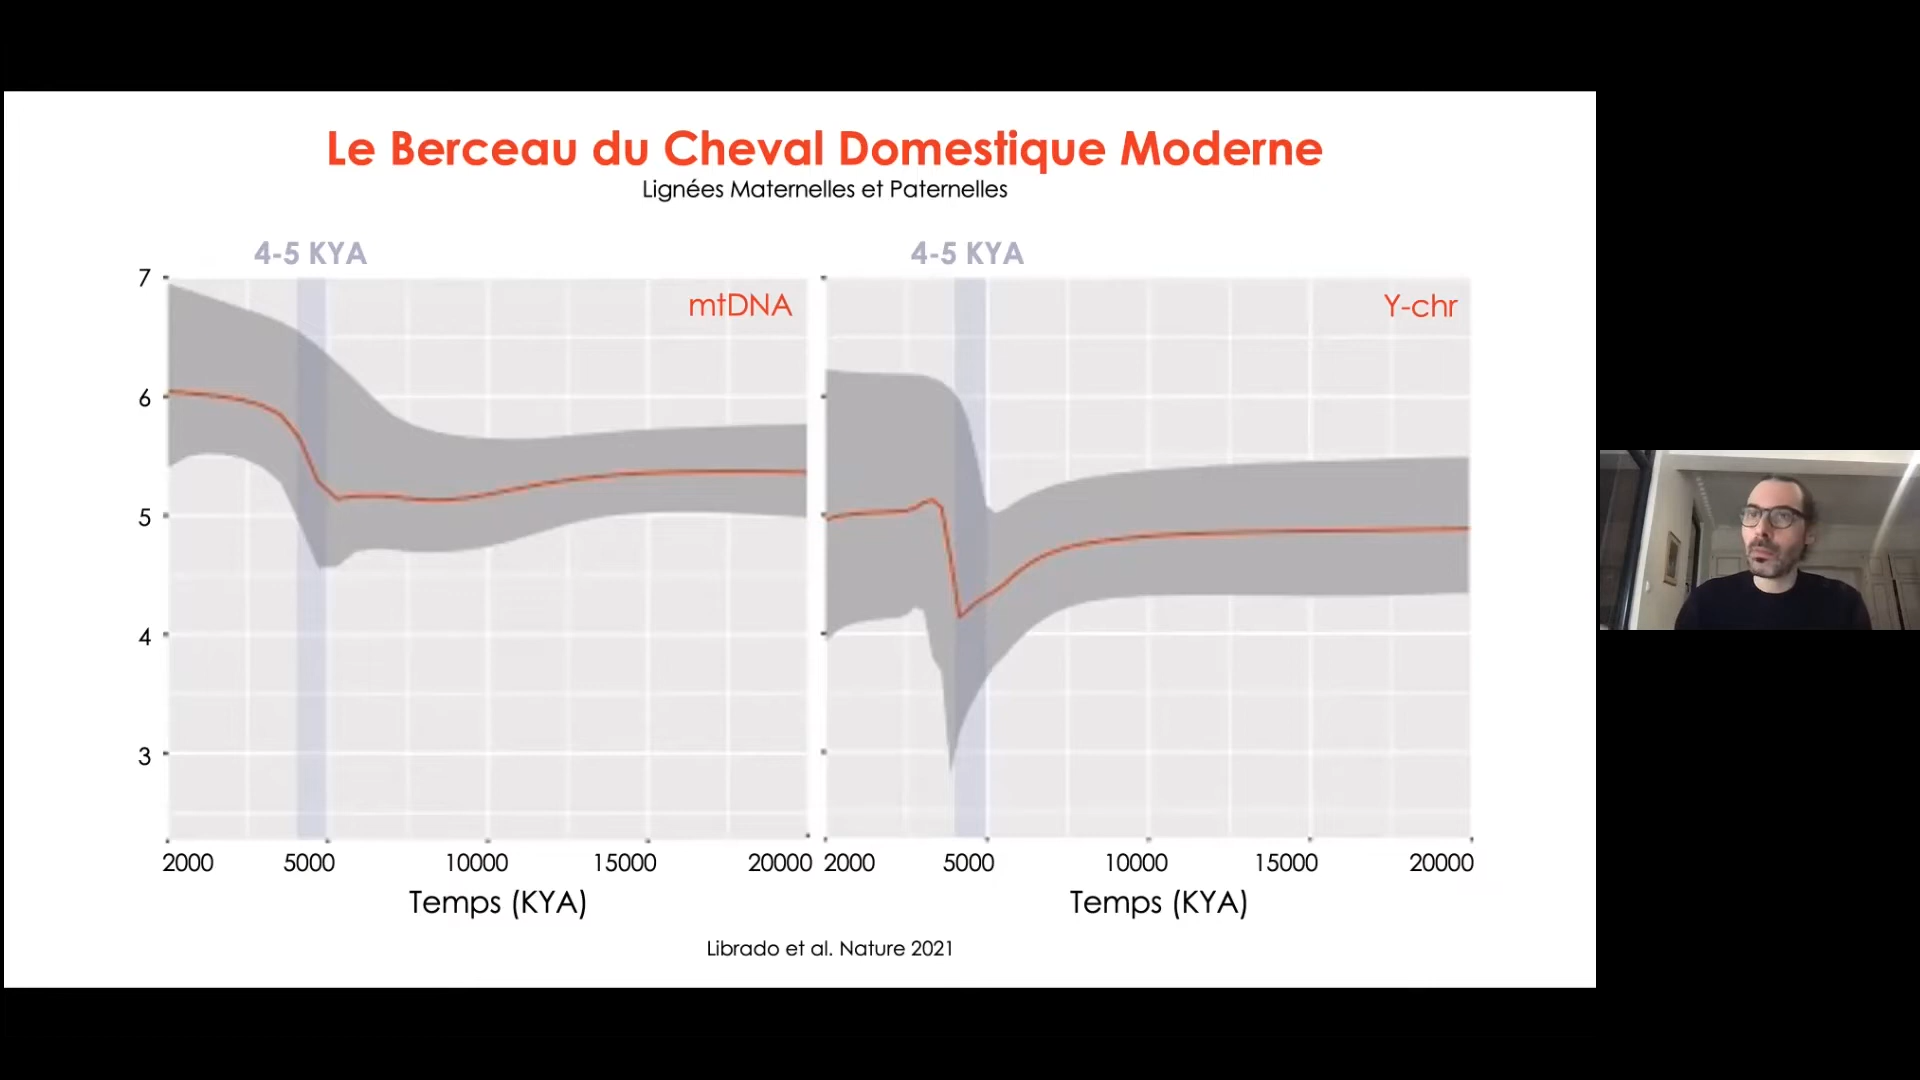 Le Berceau du Cheval Domestique Moderne
Lignées Maternelles et Paternelles
4-5 KYA
4-5 KYA
mtDNA
Y-chr
7
6
5
4
3
2000 5000 10000 15000 20000
2000 5000 10000 15000 20000
Temps (KYA)
Temps (KYA)
Librado et al. Nature 2021